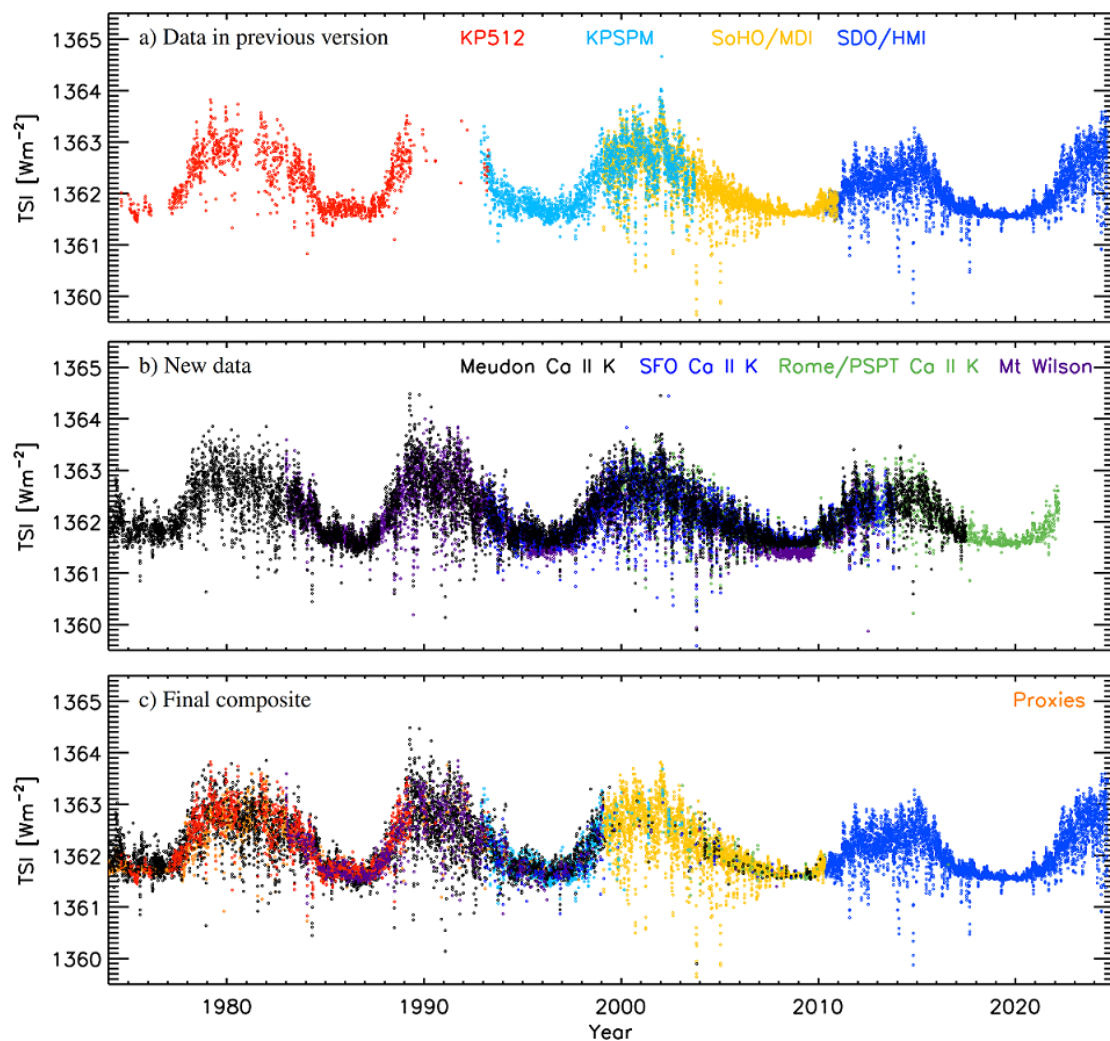 a) Data in previous version KP512 KPSPM SoHO/MDI SDO/HMI
1365
1364
1363
1362
1361
1360
TSI [Wm⁻²]
b) New data Meudon Ca II K SFO Ca II K Rome/PSPT Ca II K Mt Wilson
1365
1364
1363
1362
1361
1360
TSI [Wm⁻²]
c) Final composite Proxies
1365
1364
1363
1362
1361
1360
TSI [Wm⁻²]
1980 1990 2000 2010 2020
Year